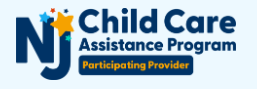 NJ Child Care
Assistance Program
Participating Provider